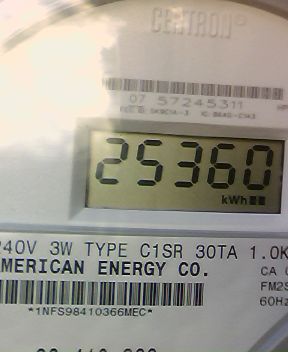 CENTRON®
07 57245311
25360
kWh
240V 3W TYPE C1SR 30TA 1.0K
AMERICAN ENERGY CO.
CA
FM2S
60Hz
*1NFS98410366MEC*